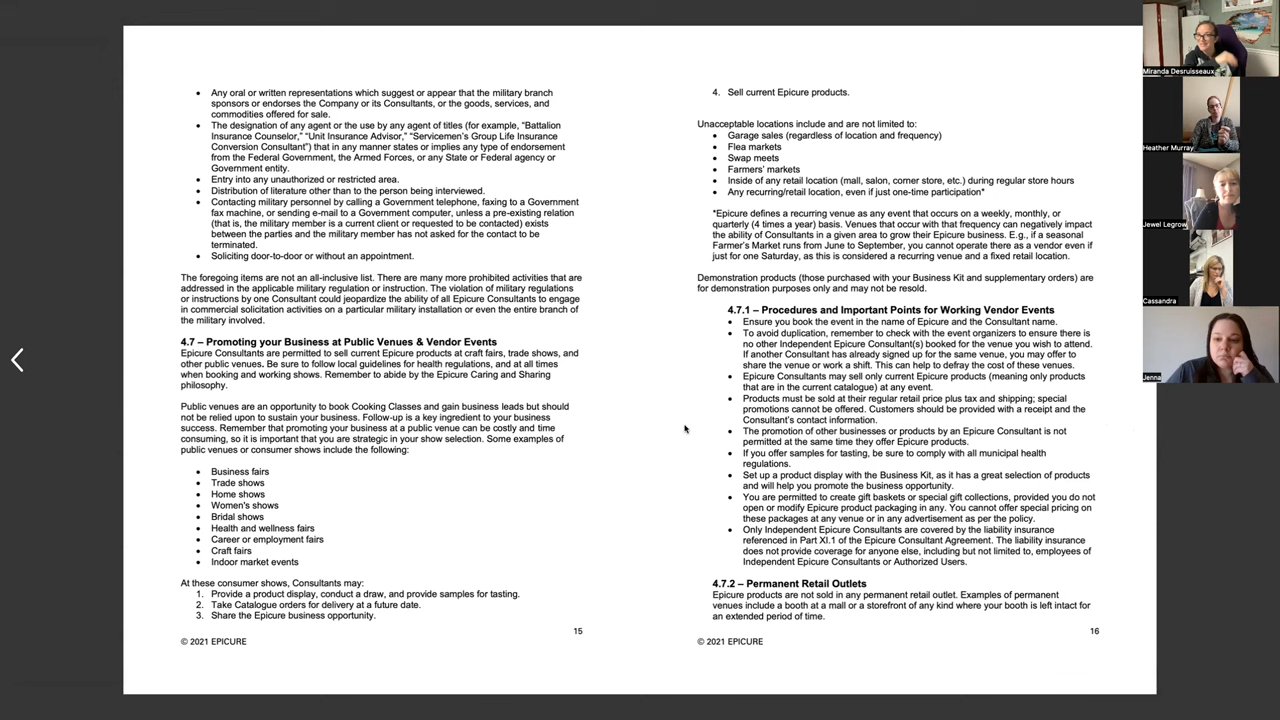 Any oral or written representations which suggest or appear that the military branch
sponsors or endorses the Company or its Consultants, or the goods, services, and
commodities offered for sale.
The designation of any agent or the use by any agent of titles (for example, “Battalion
Insurance Counselor,” “Unit Insurance Advisor,” “Servicemen's Group Life Insurance
Conversion Consultant”) that in any manner states or implies any type of endorsement
from the Federal Government, the Armed Forces, or any State or Federal agency or
Government entity.
Entry into any unauthorized or restricted area.
Distribution of literature other than to the person being interviewed.
Contacting military personnel by calling a Government telephone, faxing to a Government
fax machine, or sending e-mail to a Government computer, unless a pre-existing relation
(that is, the military member is a current client or requested to be contacted) exists
between the parties and the military member has not asked for the contact to be
terminated.
Soliciting door-to-door or without an appointment.
The foregoing items are not an all-inclusive list. There are many more prohibited activities that are
addressed in the applicable military regulation or instruction. The violation of military regulations
or instructions by one Consultant could jeopardize the ability of all Epicure Consultants to engage
in commercial solicitation activities on a particular military installation or even the entire branch of
the military involved.
4.7 – Promoting your Business at Public Venues & Vendor Events
Epicure Consultants are permitted to sell current Epicure products at craft fairs, trade shows, and
other public venues. Be sure to follow local guidelines for health regulations, and at all times
when booking and working shows. Remember to abide by the Epicure Caring and Sharing
philosophy.
Public venues are an opportunity to book Cooking Classes and gain business leads but should
not be relied upon to sustain your business. Follow-up is a key ingredient to your business
success. Remember that promoting your business at a public venue can be costly and time
consuming, so it is important that you are strategic in your show selection. Some examples of
public venues or consumer shows include the following:
Business fairs
Trade shows
Home shows
Women's shows
Bridal shows
Health and wellness fairs
Career or employment fairs
Craft fairs
Indoor market events
At these consumer shows, Consultants may:
1. Provide a product display, conduct a draw, and provide samples for tasting.
2. Take Catalogue orders for delivery at a future date.
3. Share the Epicure business opportunity.
15
© 2021 EPICURE
4. Sell current Epicure products.
Unacceptable locations include and are not limited to:
Garage sales (regardless of location and frequency)
Flea markets
Swap meets
Farmers' markets
Inside of any retail location (mall, salon, corner store, etc.) during regular store hours
Any recurring/retail location, even if just one-time participation*
*Epicure defines a recurring venue as any event that occurs on a weekly, monthly, or
quarterly (4 times a year) basis. Venues that occur with that frequency can negatively impact
the ability of Consultants in a given area to grow their Epicure business. E.g., if a seasonal
Farmer's Market runs from June to September, you cannot operate there as a vendor even if
just for one Saturday, as this is considered a recurring venue and a fixed retail location.
Demonstration products (those purchased with your Business Kit and supplementary orders) are
for demonstration purposes only and may not be resold.
4.7.1 – Procedures and Important Points for Working Vendor Events
Ensure you book the event in the name of Epicure and the Consultant name.
To avoid duplication, remember to check with the event organizers to ensure there is
no other Independent Consultant(s) booked for the venue you wish to attend.
If another Consultant has already signed up for the same venue, you may offer to
share the venue or work a shift. This can help to defray the cost of these venues.
Epicure Consultants may sell only current Epicure products (meaning only products
that are in the current catalogue) at any event.
Products must be sold at their regular retail price plus tax and shipping; special
promotions cannot be offered. Customers should be provided with a receipt and the
Consultant's contact information.
The promotion of other businesses or products by an Epicure Consultant is not
permitted at the same time they offer Epicure products.
If you offer samples for tasting, be sure to comply with all municipal health
regulations.
Set up a product display with the Business Kit, as it has a great selection of products
and will help you promote the business opportunity.
You are permitted to create gift baskets or special gift collections, provided you do not
open or modify Epicure product packaging in any. You cannot offer special pricing on
these packages at any venue or in any advertisement as per the policy.
Only Independent Epicure Consultants are covered by the liability insurance
referenced in Part XI.1 of the Epicure Consultant Agreement. The liability insurance
does not provide coverage for anyone else, including but not limited to, employees of
Independent Epicure Consultants or Authorized Users.
4.7.2 – Permanent Retail Outlets
Epicure products are not sold in any permanent retail outlet. Examples of permanent
venues include a booth at a mall or a storefront of any kind where your booth is left intact for
an extended period of time.
16
© 2021 EPICURE
Miranda Desruisseaux
Heather Murray
Jewel Legrow
Cassandra
Jenna